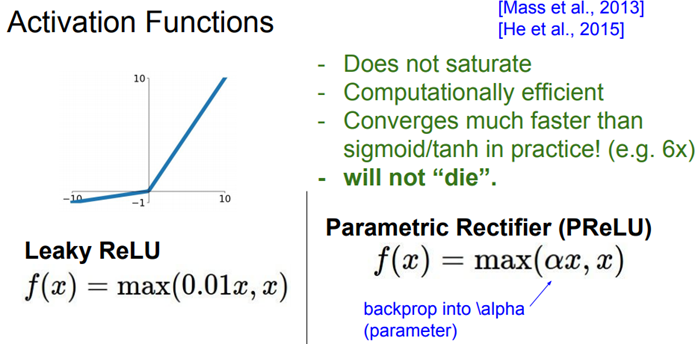 Activation Functions
[Mass et al., 2013]
[He et al., 2015]
10
-10
-1
10
- Does not saturate
- Computationally efficient
- Converges much faster than
sigmoid/tanh in practice! (e.g. 6x)
- will not “die”.
Leaky ReLU
f(x) = max(0.01x, x)
Parametric Rectifier (PReLU)
f(x) = max(αx, x)
backprop into \alpha
(parameter)